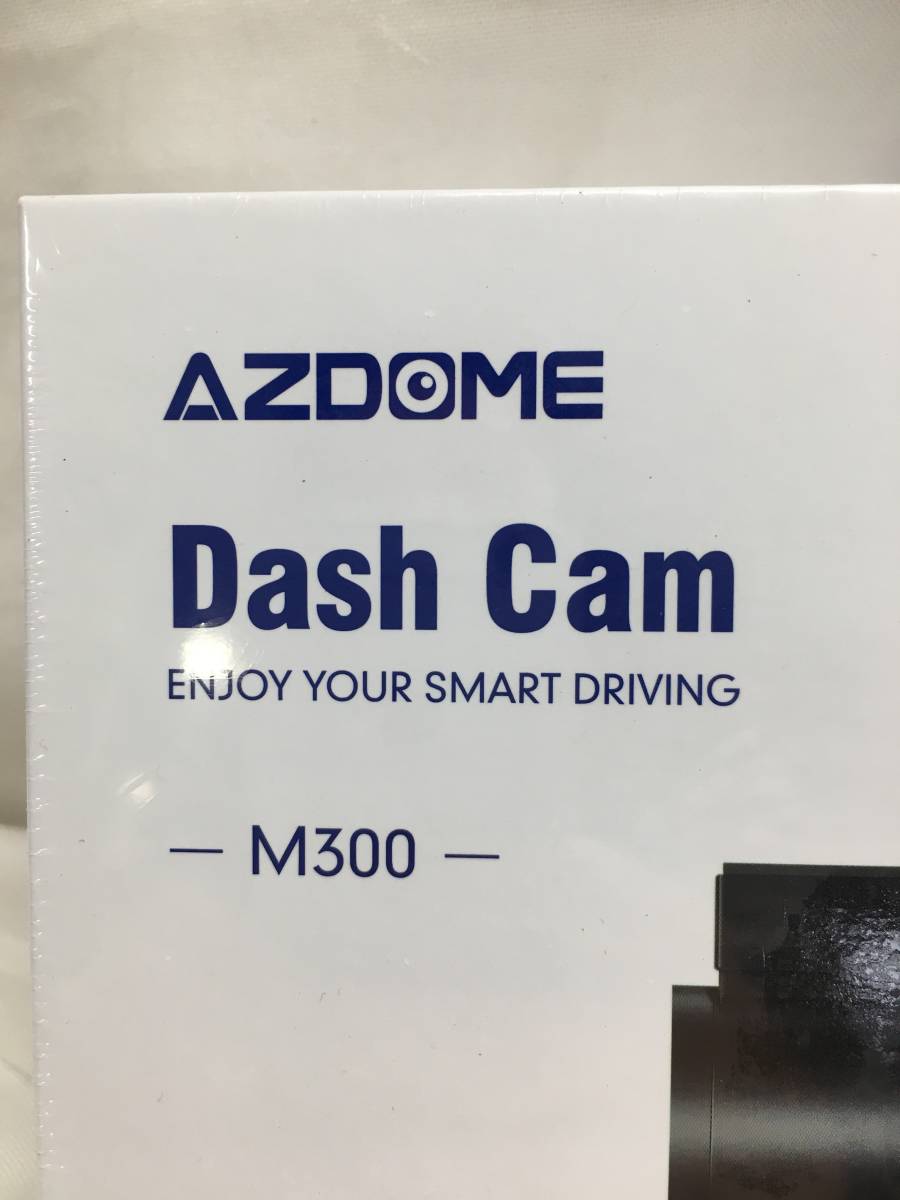 AZDOME
Dash Cam
ENJOY YOUR SMART DRIVING
— M300 —